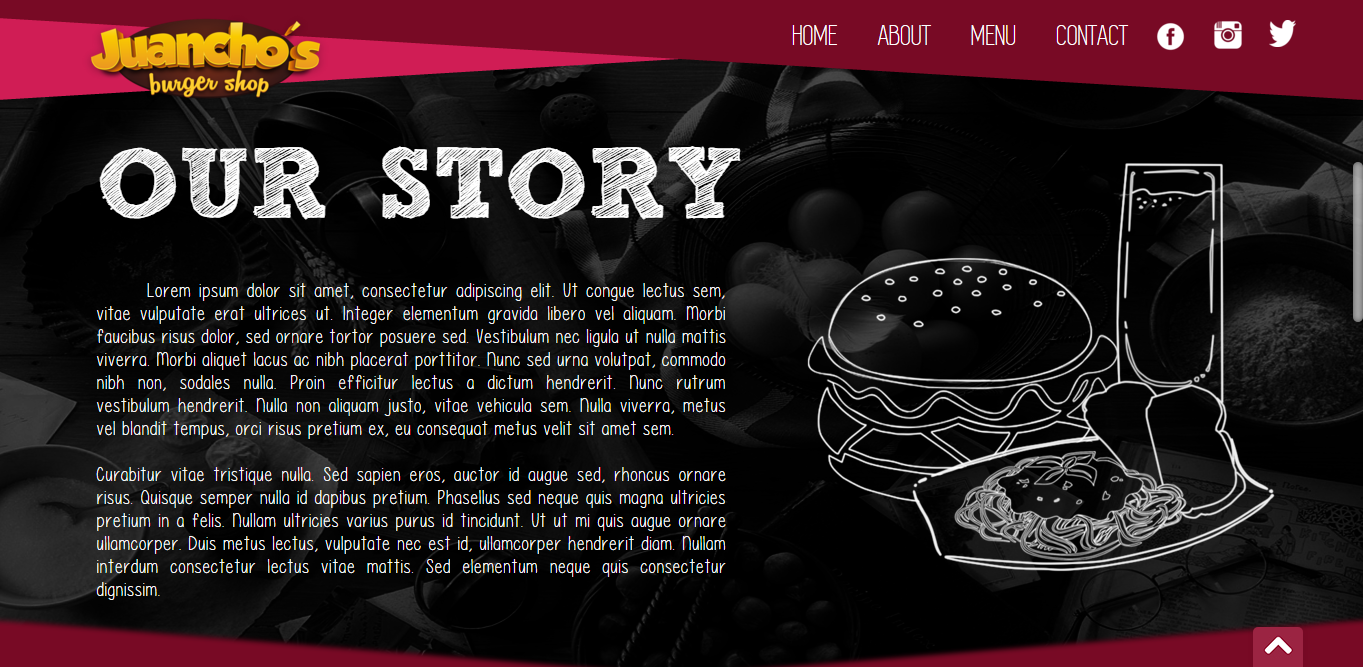 Juancho's
burger shop
HOME ABOUT MENU CONTACT
OUR STORY
Lorem ipsum dolor sit amet, consectetur adipiscing elit. Ut congue lectus sem,
vitae vulputate erat ultrices ut. Integer elementum gravida libero vel aliquam. Morbi
faucibus risus dolor, sed ornare tortor posuere sed. Vestibulum nec ligula ut nulla mattis
viverra. Morbi aliquet lacus ac nibh placerat porttitor. Nunc sed urna volutpat, commodo
nibh non, sodales nulla. Proin efficitur lectus a dictum hendrerit. Nunc rutrum
vestibulum hendrerit. Nulla non aliquam justo, vitae vehicula sem. Nulla viverra, metus
vel blandit tempus, orci risus pretium ex, eu consequat metus velit sit amet sem.
Curabitur vitae tristique nulla. Sed sapien eros, auctor id augue sed, rhoncus ornare
risus. Quisque semper nulla id dapibus pretium. Phasellus sed neque quis magna ultricies
pretium in a felis. Nullam ultricies varius purus id tincidunt. Ut ut mi quis augue ornare
ullamcorper. Duis metus lectus, vulputate nec est id, ullamcorper hendrerit diam. Nullam
interdum consectetur lectus vitae mattis. Sed elementum neque quis consectetur
dignissim.